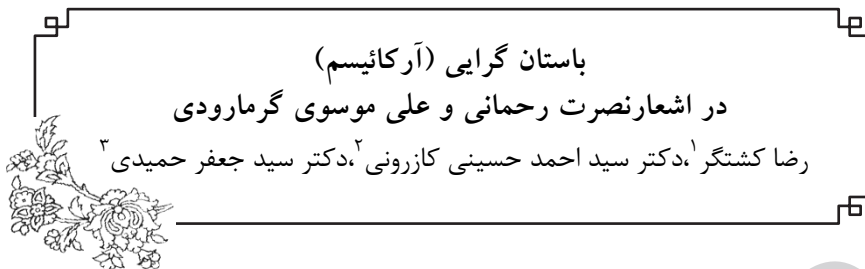 باستان گرایی (آرکائیسم)
در اشعارنصرت رحمانی و علی موسوی گرمارودی
رضا کشتگر۱،دکتر سید احمد حسینی کازرونی۲،دکتر سید جعفر حمیدی۳